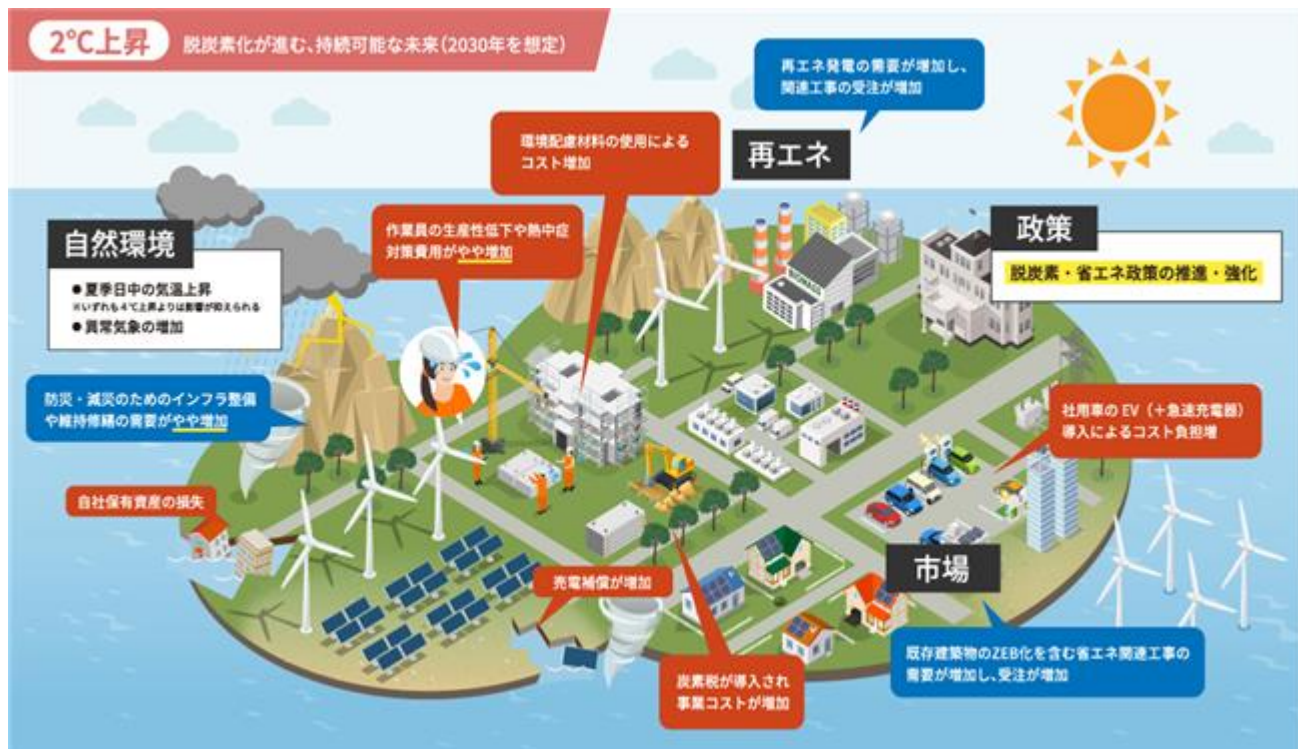 2℃上昇 脱炭素化が進む、持続可能な未来(2030年を想定)
再エネ発電の需要が増加し、
関連工事の受注が増加
環境配慮材料の使用による
コスト増加
再エネ
自然環境
●夏季日中の気温上昇
※いずれも4℃上昇よりは影響が抑えられる
●異常気象の増加
作業員の生産性低下や熱中症
対策費用がやや増加
政策
脱炭素・省エネ政策の推進・強化
防災・減災のためのインフラ整備
や維持修繕の需要がやや増加
社用車のEV(+急速充電器)
導入によるコスト負担増
自社保有資産の損失
売電補償が増加
市場
炭素税が導入され
事業コストが増加
既存建築物のZEB化を含む省エネ関連工事の
需要が増加し、受注が増加